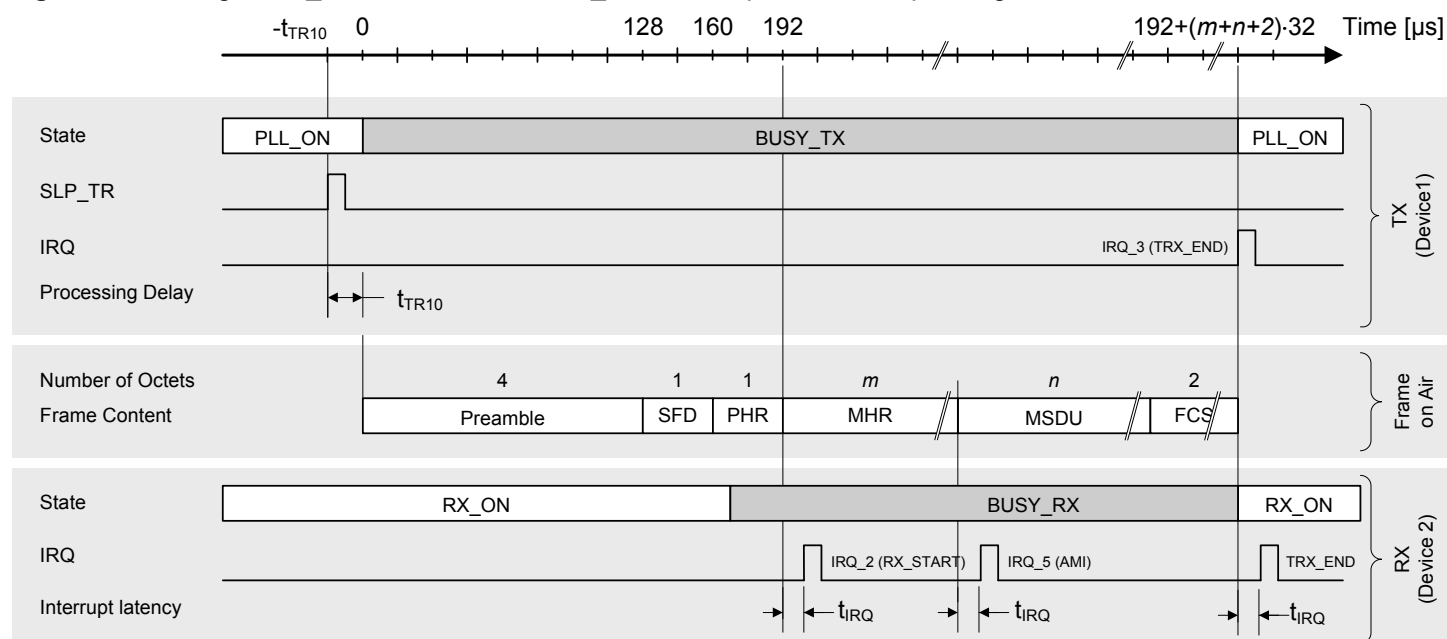 -tTR10 0 128 160 192 192+(m+n+2)·32 Time [µs]
State PLL_ON BUSY_TX PLL_ON
SLP_TR
IRQ IRQ_3 (TRX_END)
Processing Delay tTR10
TX
(Device1)
Number of Octets 4 1 1 m n 2
Frame Content Preamble SFD PHR MHR MSDU FCS
Frame
on Air
State RX_ON BUSY_RX RX_ON
IRQ IRQ_2 (RX_START) IRQ_5 (AMI) TRX_END
Interrupt latency tIRQ tIRQ tIRQ
RX
(Device 2)